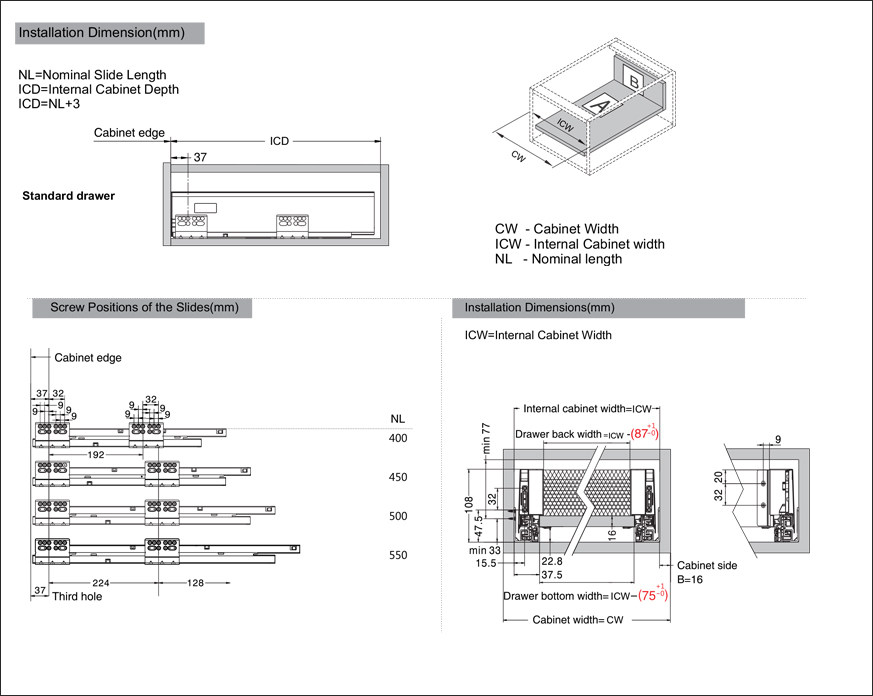 Installation Dimension(mm)
NL=Nominal Slide Length
ICD=Internal Cabinet Depth
ICD=NL+3
Cabinet edge
ICD
37
Standard drawer
A
B
ICW
CW
CW - Cabinet Width
ICW - Internal Cabinet width
NL - Nominal length
Screw Positions of the Slides(mm)
Cabinet edge
37 32
9
9
9
9
32
9
9
9
9
192
NL
400
450
500
550
224
128
37
Third hole
Installation Dimensions(mm)
ICW=Internal Cabinet Width
Internal cabinet width=ICW
Drawer back width=ICW -(87+1-0)
min 77
108
32
47.5
min 33
15.5
22.8
37.5
16
Drawer bottom width=ICW-(75+1-0)
Cabinet width=CW
Cabinet side
B=16
9
20
32